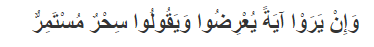 وَإِنْ يَرَوْا آيَةً يُعْرِضُوا وَيَقُولُوا سِحْرٌ مُسْتَمِرٌّ